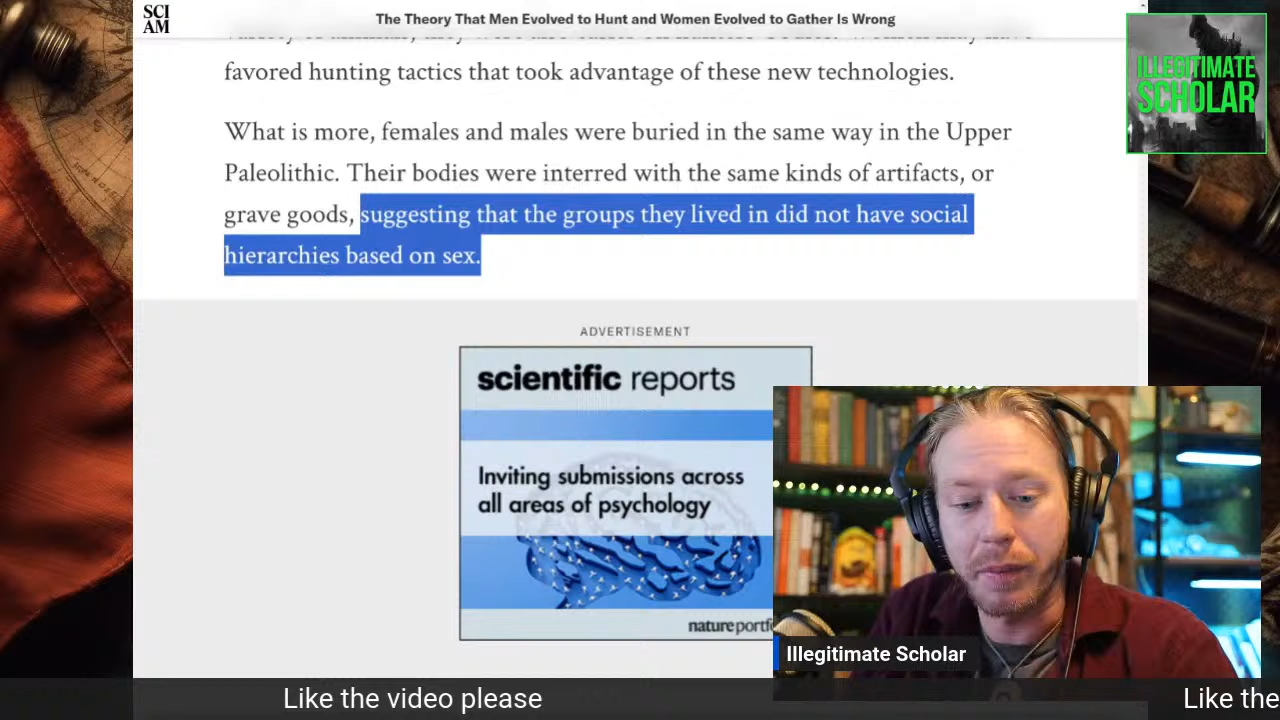 SCI
AM
The Theory That Men Evolved to Hunt and Women Evolved to Gather Is Wrong
favored hunting tactics that took advantage of these new technologies.
What is more, females and males were buried in the same way in the Upper
Paleolithic. Their bodies were interred with the same kinds of artifacts, or
grave goods, suggesting that the groups they lived in did not have social
hierarchies based on sex.
ADVERTISEMENT
scientific reports
Inviting submissions across
all areas of psychology
nature portf
ILLEGITIMATE
SCHOLAR
Illegitimate Scholar
Like the video please
Like the